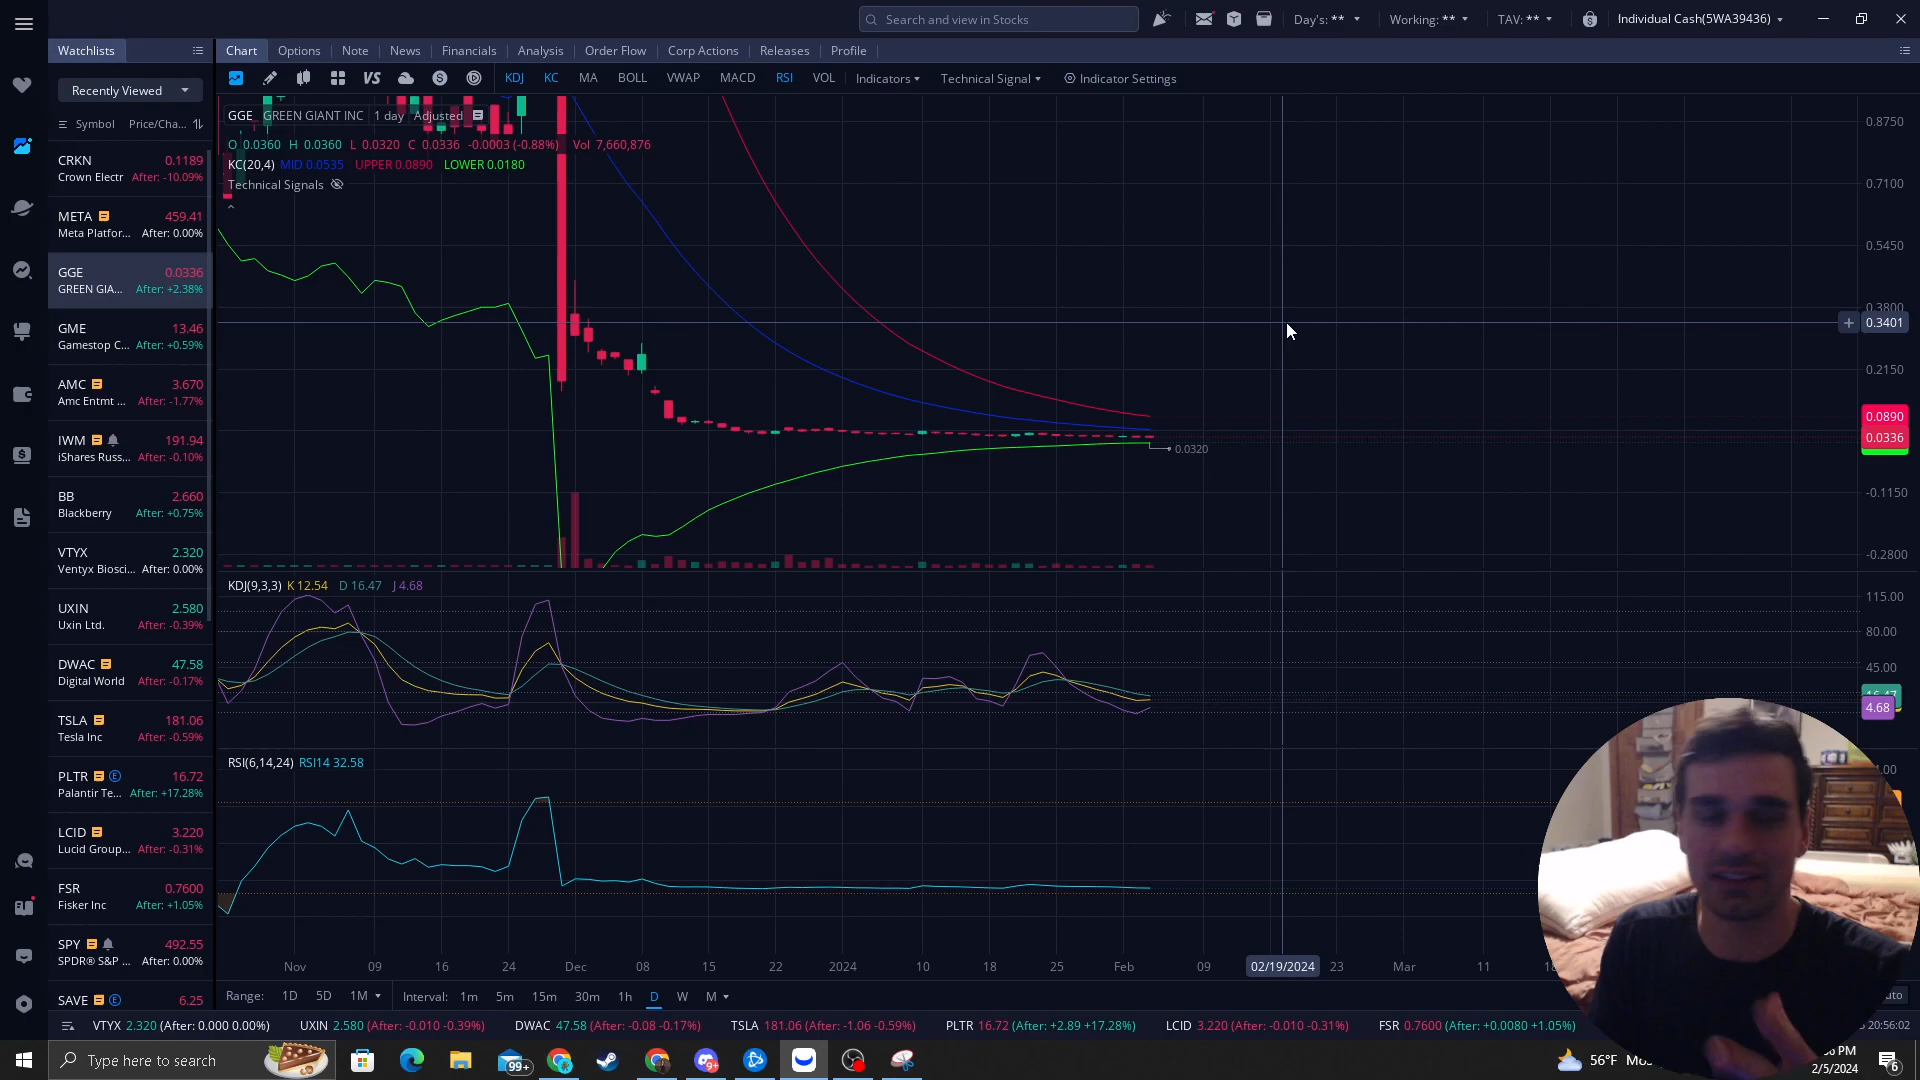 Search and view in Stocks
Day's: **
Working: **
TAV: **
Individual Cash(5WA39436)
Watchlists
Chart
Options
Note
News
Financials
Analysis
Order Flow
Corp Actions
Releases
Profile
Recently Viewed
VS
KDJ
KC
MA
BOLL
VWAP
MACD
RSI
VOL
Indicators
Technical Signal
Indicator Settings
Symbol Price/Cha...
CRKN 0.1189
Crown Electr After: -10.09%
META 459.41
Meta Platfor... After: 0.00%
GGE 0.0336
GREEN GIA... After: +2.38%
GME 13.46
Gamestop C... After: +0.59%
AMC 3.670
Amc Entmt ... After: -1.77%
IWM 191.94
iShares Russ... After: -0.10%
BB 2.660
Blackberry After: +0.75%
VTYX 2.320
Ventyx Biosci... After: 0.00%
UXIN 2.580
Uxin Ltd. After: -0.39%
DWAC 47.58
Digital World After: -0.17%
TSLA 181.06
Tesla Inc After: -0.59%
PLTR E 16.72
Palantir Te... After: +17.28%
LCID 3.220
Lucid Group... After: -0.31%
FSR 0.7600
Fisker Inc After: +1.05%
SPY 492.55
SPDR® S&P ... After: 0.00%
SAVE E 6.25
GGE GREEN GIANT INC 1 day Adjusted
O 0.0360 H 0.0360 L 0.0320 C 0.0336 -0.0003 (-0.88%) Vol 7,660,876
KC(20,4) MID 0.0535 UPPER 0.0890 LOWER 0.0180
Technical Signals
0.8750
0.7100
0.5450
0.3800
0.3401
0.2150
0.0890
0.0336
0.0320
-0.1150
-0.2800
KDJ(9,3,3) K 12.54 D 16.47 J 4.68
115.00
80.00
45.00
4.68
RSI(6,14,24) RSI14 32.58
Nov 09 16 24 Dec 08 15 22 2024 10 18 25 Feb 09 02/19/2024 23 Mar 11
Range: 1D 5D 1M Interval: 1m 5m 15m 30m 1h D W M
VTYX 2.320 (After: 0.000 0.00%) UXIN 2.580 (After: -0.010 -0.39%) DWAC 47.58 (After: -0.08 -0.17%) TSLA 181.06 (After: -1.06 -0.59%) PLTR 16.72 (After: +2.89 +17.28%) LCID 3.220 (After: -0.010 -0.31%) FSR 0.7600 (After: +0.0080 +1.05%)
20:56:02
Type here to search
99+
9+
56°F
PM
2/5/2024
6